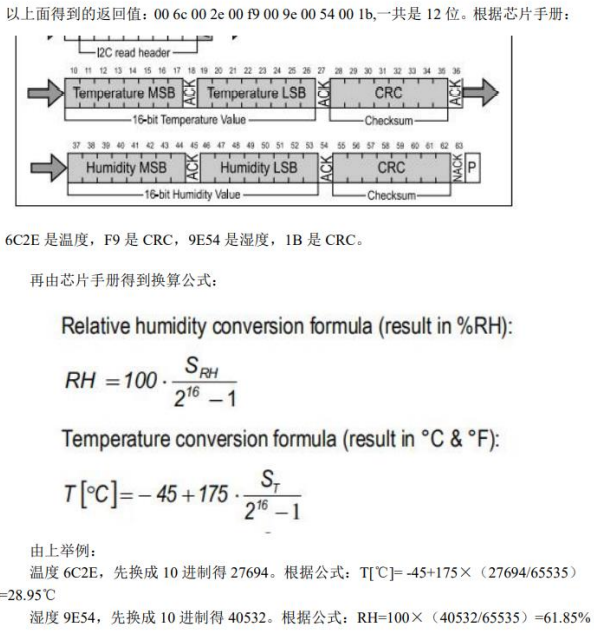 以上面得到的返回值：00 6c 00 2e 00 f9 00 9e 00 54 00 1b,一共是 12 位。根据芯片手册：
I2C read header
10 11 12 13 14 15 16 17 18 19 20 21 22 23 24 25 26 27 28 29 30 31 32 33 34 35 36
Temperature MSB ACK Temperature LSB ACK CRC ACK
16-bit Temperature Value Checksum
37 38 39 40 41 42 43 44 45 46 47 48 49 50 51 52 53 54 55 56 57 58 59 60 61 62 63
Humidity MSB ACK Humidity LSB ACK CRC NACK P
16-bit Humidity Value Checksum
6C2E 是温度，F9 是 CRC，9E54 是湿度，1B 是 CRC。
再由芯片手册得到换算公式：
Relative humidity conversion formula (result in %RH):
RH = 100 · S_RH / (2^16 – 1)
Temperature conversion formula (result in °C & °F):
T[°C] = – 45 + 175 · S_T / (2^16 – 1)
由上举例：
温度 6C2E，先换成 10 进制得 27694。根据公式：T[℃]= -45+175×（27694/65535）
=28.95℃
湿度 9E54，先换成 10 进制得 40532。根据公式：RH=100×（40532/65535）=61.85%